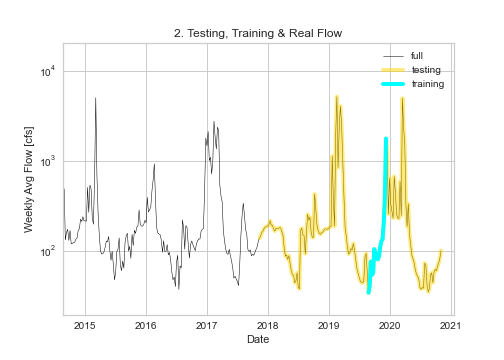 2. Testing, Training & Real Flow
full
testing
training
Weekly Avg Flow [cfs]
10^4
10^3
10^2
2015 2016 2017 2018 2019 2020 2021
Date